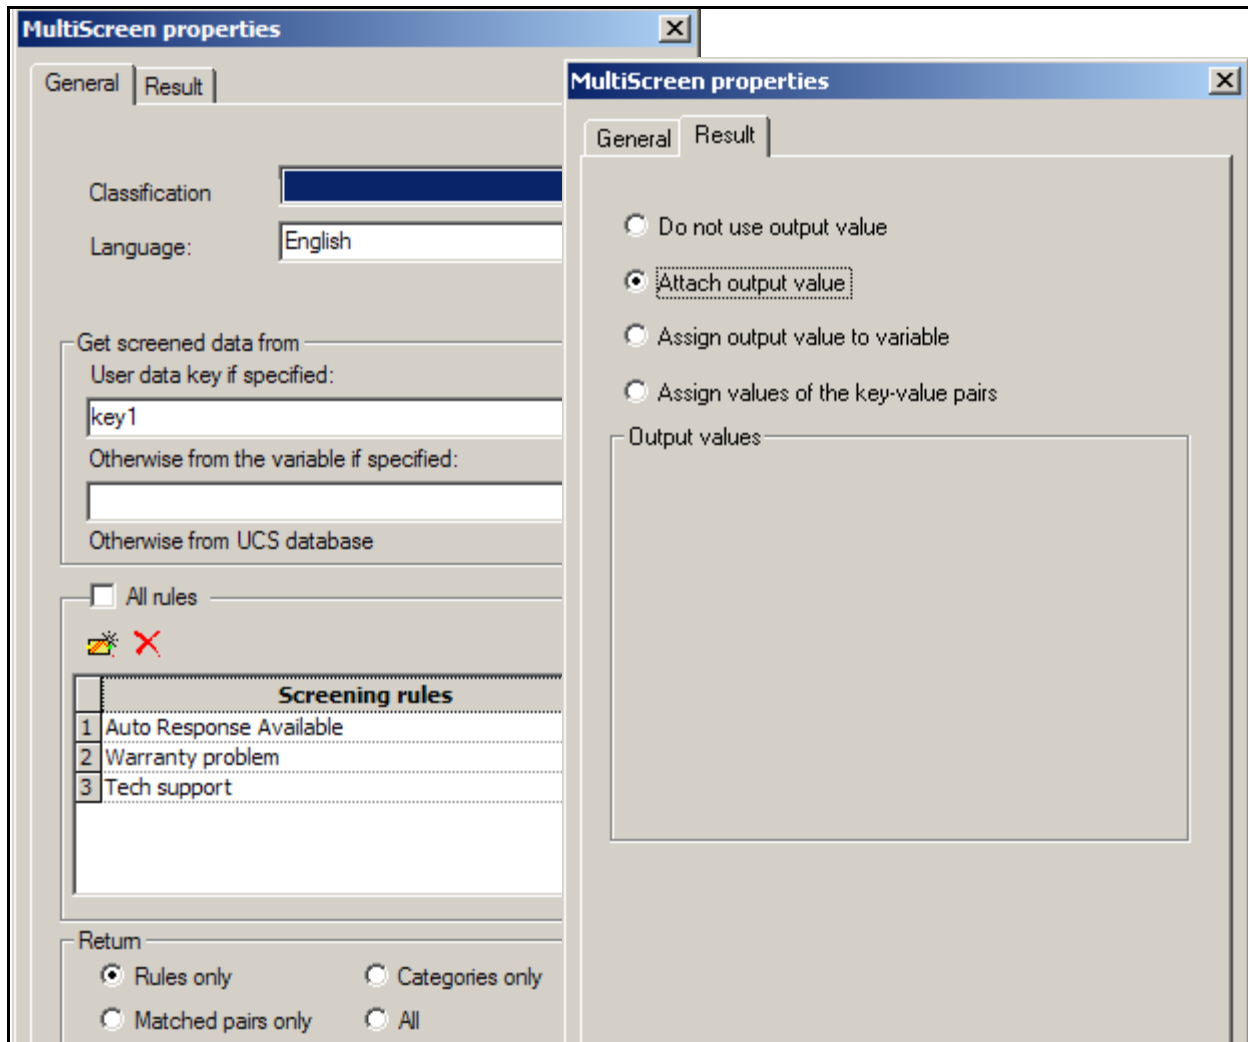 MultiScreen properties
General
Result
Classification
Language:
English
Get screened data from
User data key if specified:
key1
Otherwise from the variable if specified:
Otherwise from UCS database
All rules
Screening rules
1 Auto Response Available
2 Warranty problem
3 Tech support
Return
Rules only
Categories only
Matched pairs only
All
MultiScreen properties
General
Result
Do not use output value
Attach output value
Assign output value to variable
Assign values of the key-value pairs
Output values